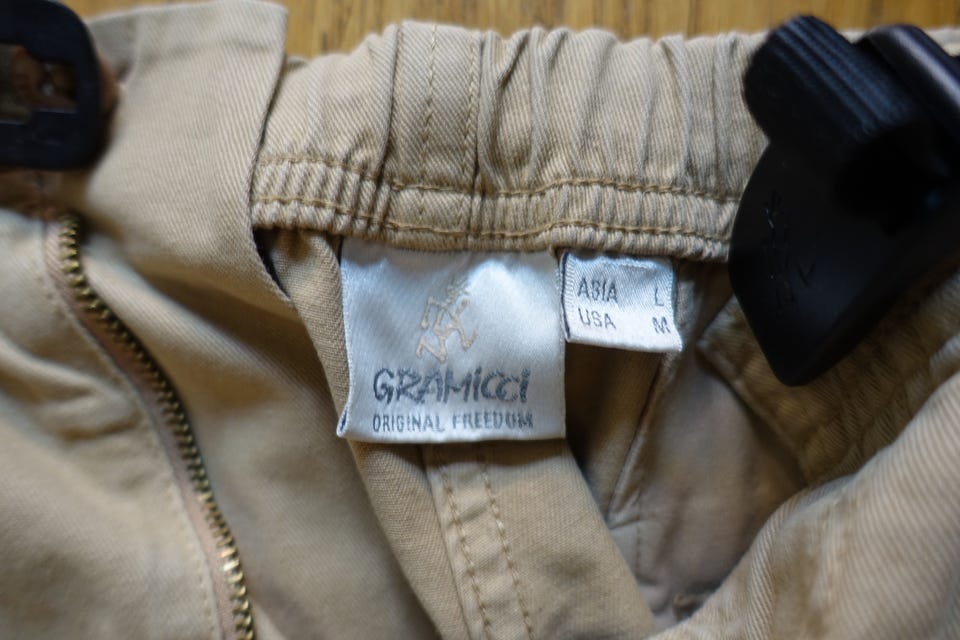 GRAMICCI
ORIGINAL FREEDOM
ASIA L
USA M